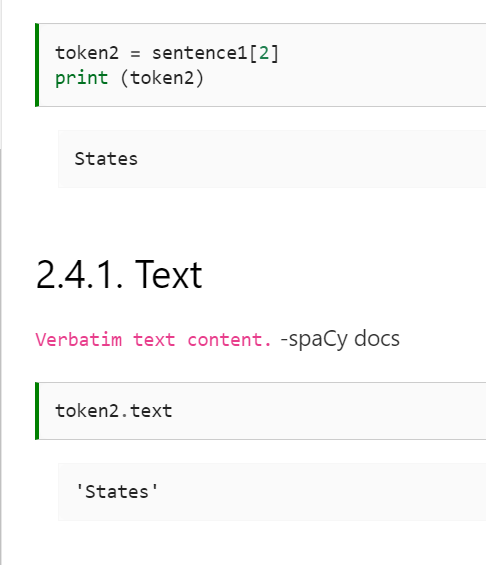 token2 = sentence1[2]
print (token2)
States
2.4.1. Text
Verbatim text content. -spaCy docs
token2.text
'States'